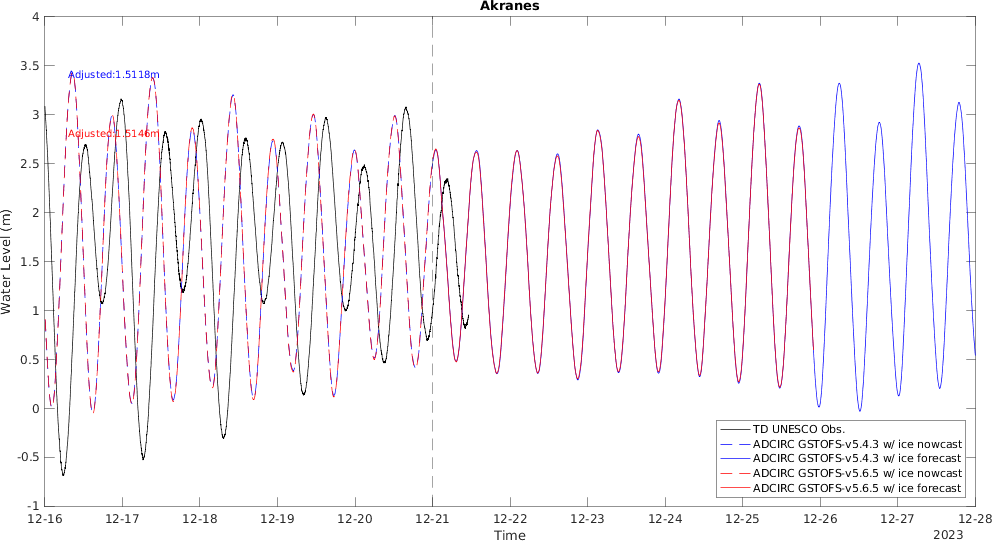 Akranes
4
3.5
3
2.5
2
1.5
1
0.5
0
-0.5
-1
Water Level (m)
Adjusted:1.5118m
Adjusted:1.5146m
TD UNESCO Obs.
ADCIRC GSTOFS-v5.4.3 w/ ice nowcast
ADCIRC GSTOFS-v5.4.3 w/ ice forecast
ADCIRC GSTOFS-v5.6.5 w/ ice nowcast
ADCIRC GSTOFS-v5.6.5 w/ ice forecast
12-16 12-17 12-18 12-19 12-20 12-21 12-22 12-23 12-24 12-25 12-26 12-27 12-28
Time
2023